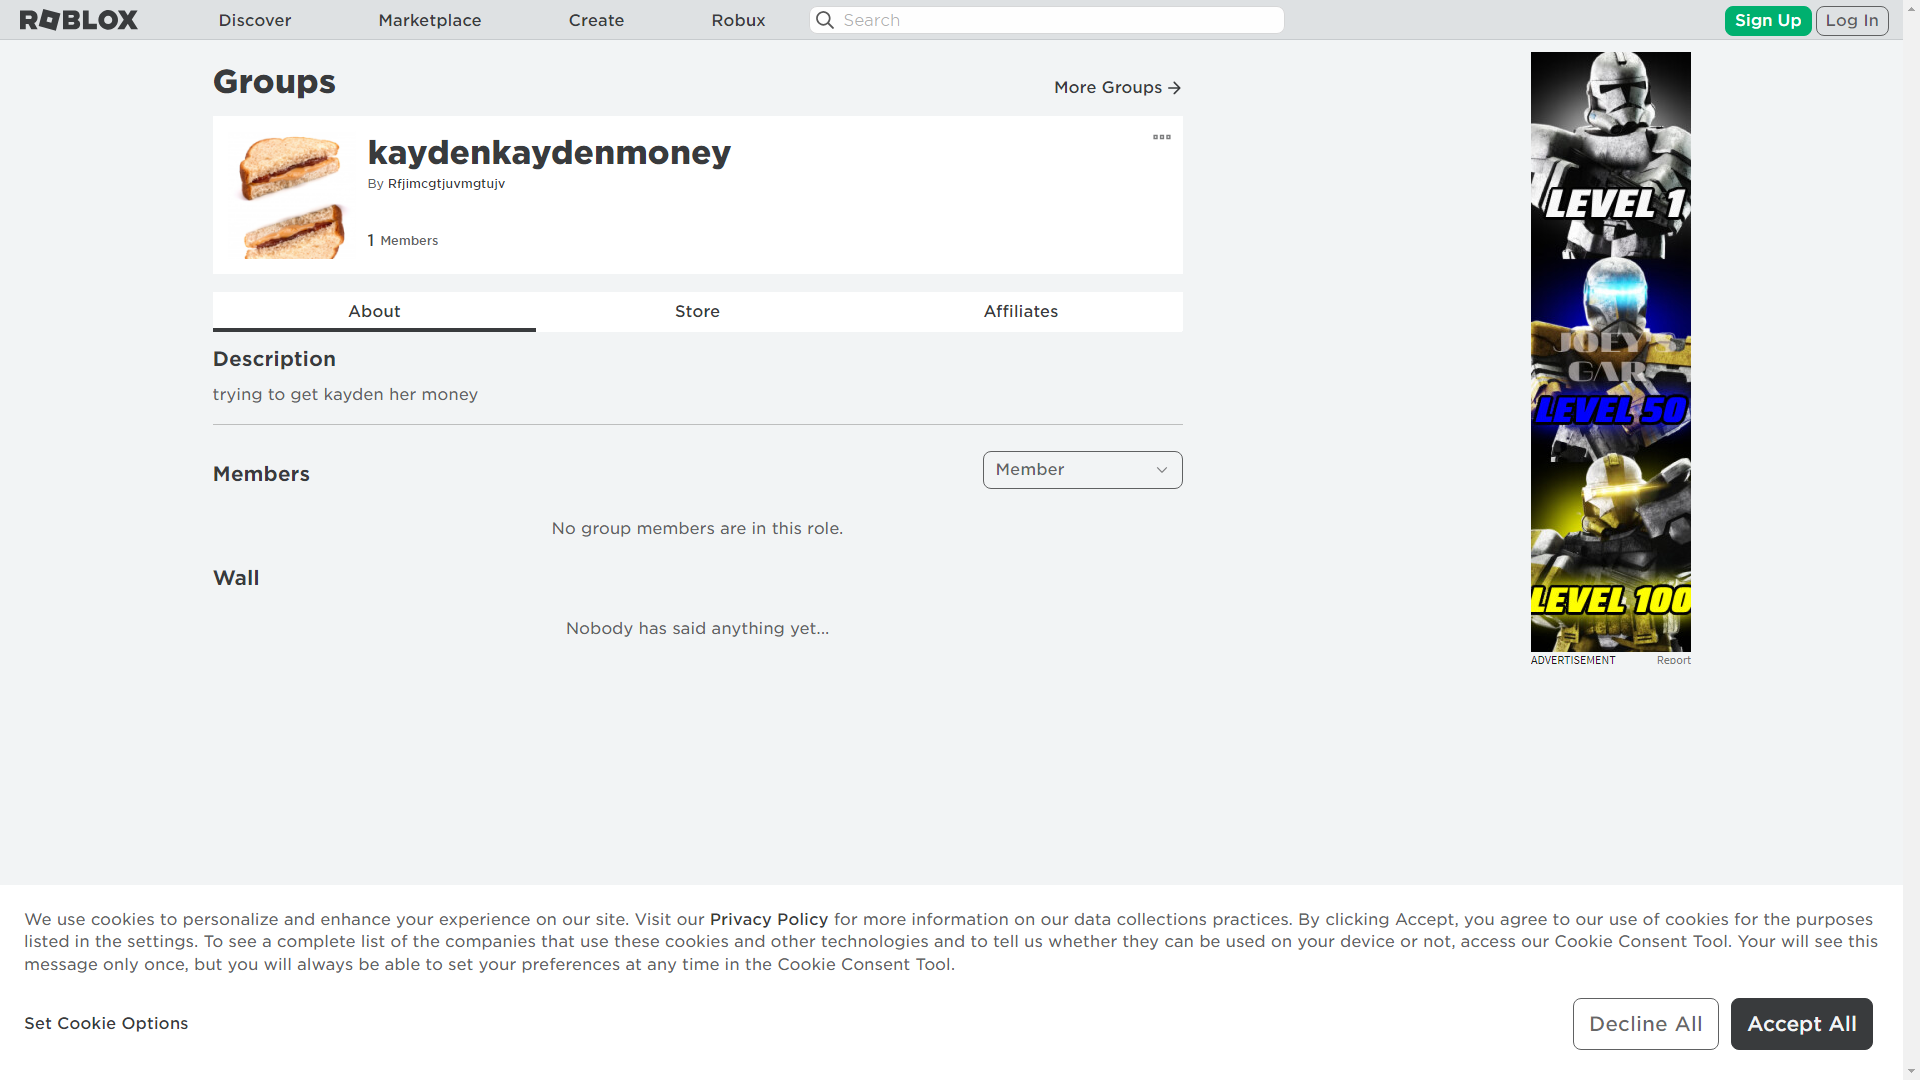 ROBLOX
Discover
Marketplace
Create
Robux
Search
Sign Up
Log In
Groups
More Groups
kaydenkaydenmoney
By Rfjimcgtjuvmgtujv
1 Members
About
Store
Affiliates
Description
trying to get kayden her money
Members
Member
No group members are in this role.
Wall
Nobody has said anything yet...
LEVEL 1
JOEY'S
GAR
LEVEL 50
LEVEL 100
ADVERTISEMENT
Report
We use cookies to personalize and enhance your experience on our site. Visit our Privacy Policy for more information on our data collections practices. By clicking Accept, you agree to our use of cookies for the purposes
listed in the settings. To see a complete list of the companies that use these cookies and other technologies and to tell us whether they can be used on your device or not, access our Cookie Consent Tool. Your will see this
message only once, but you will always be able to set your preferences at any time in the Cookie Consent Tool.
Set Cookie Options
Decline All
Accept All